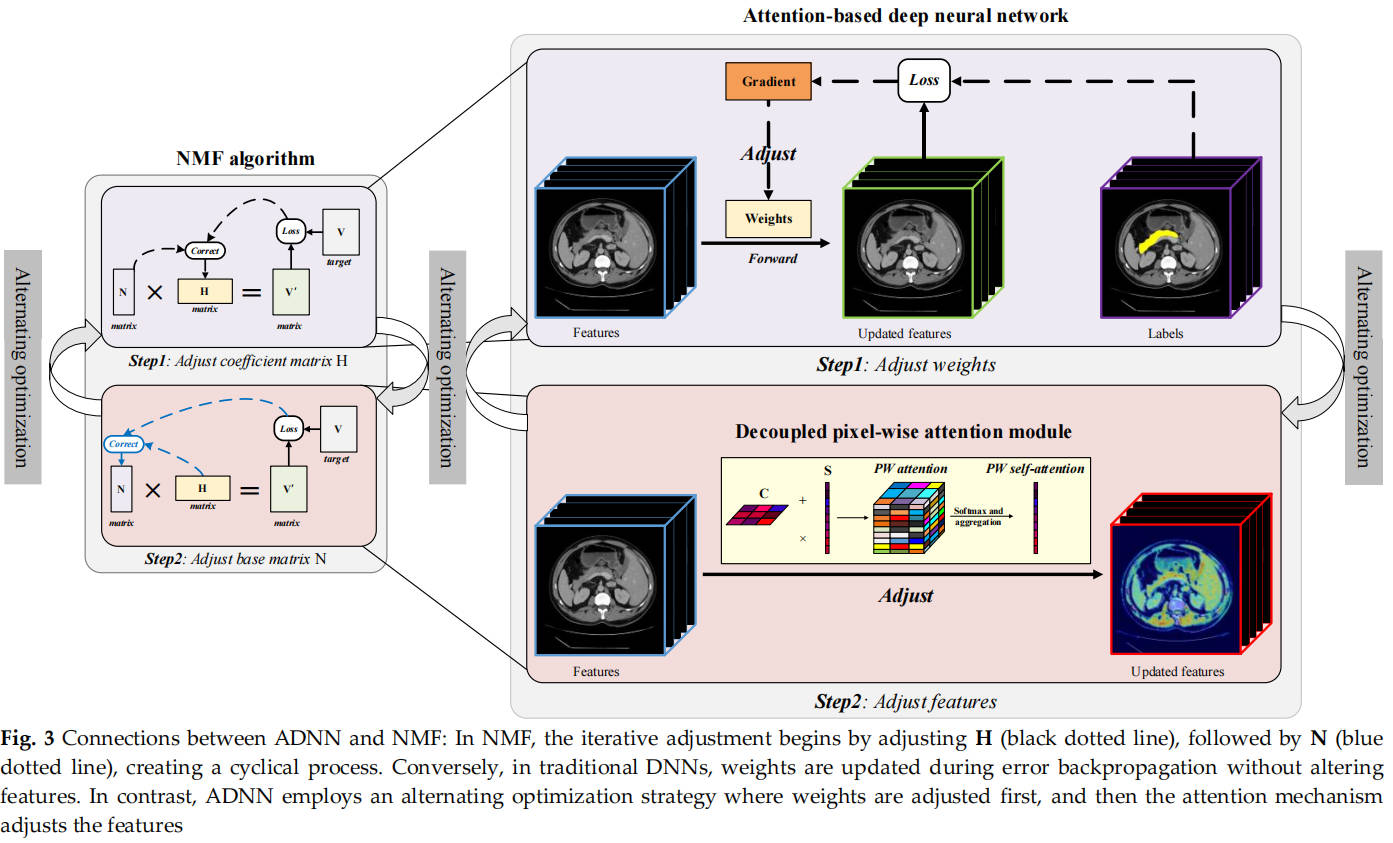 Attention-based deep neural network
Gradient
Loss
Adjust
Weights
Forward
Features
Updated features
Labels
Step1: Adjust weights
NMF algorithm
Correct
Loss
V
target
N
×
H
=
V'
matrix
matrix
matrix
Step1: Adjust coefficient matrix H
Correct
Loss
V
target
N
×
H
=
V'
matrix
matrix
matrix
Step2: Adjust base matrix N
Alternating optimization
Alternating optimization
Alternating optimization
Decoupled pixel-wise attention module
C
+
×
S
PW attention
Softmax and
aggregation
PW self-attention
Adjust
Features
Updated features
Step2: Adjust features
Fig. 3 Connections between ADNN and NMF: In NMF, the iterative adjustment begins by adjusting H (black dotted line), followed by N (blue
dotted line), creating a cyclical process. Conversely, in traditional DNNs, weights are updated during error backpropagation without altering
features. In contrast, ADNN employs an alternating optimization strategy where weights are adjusted first, and then the attention mechanism
adjusts the features